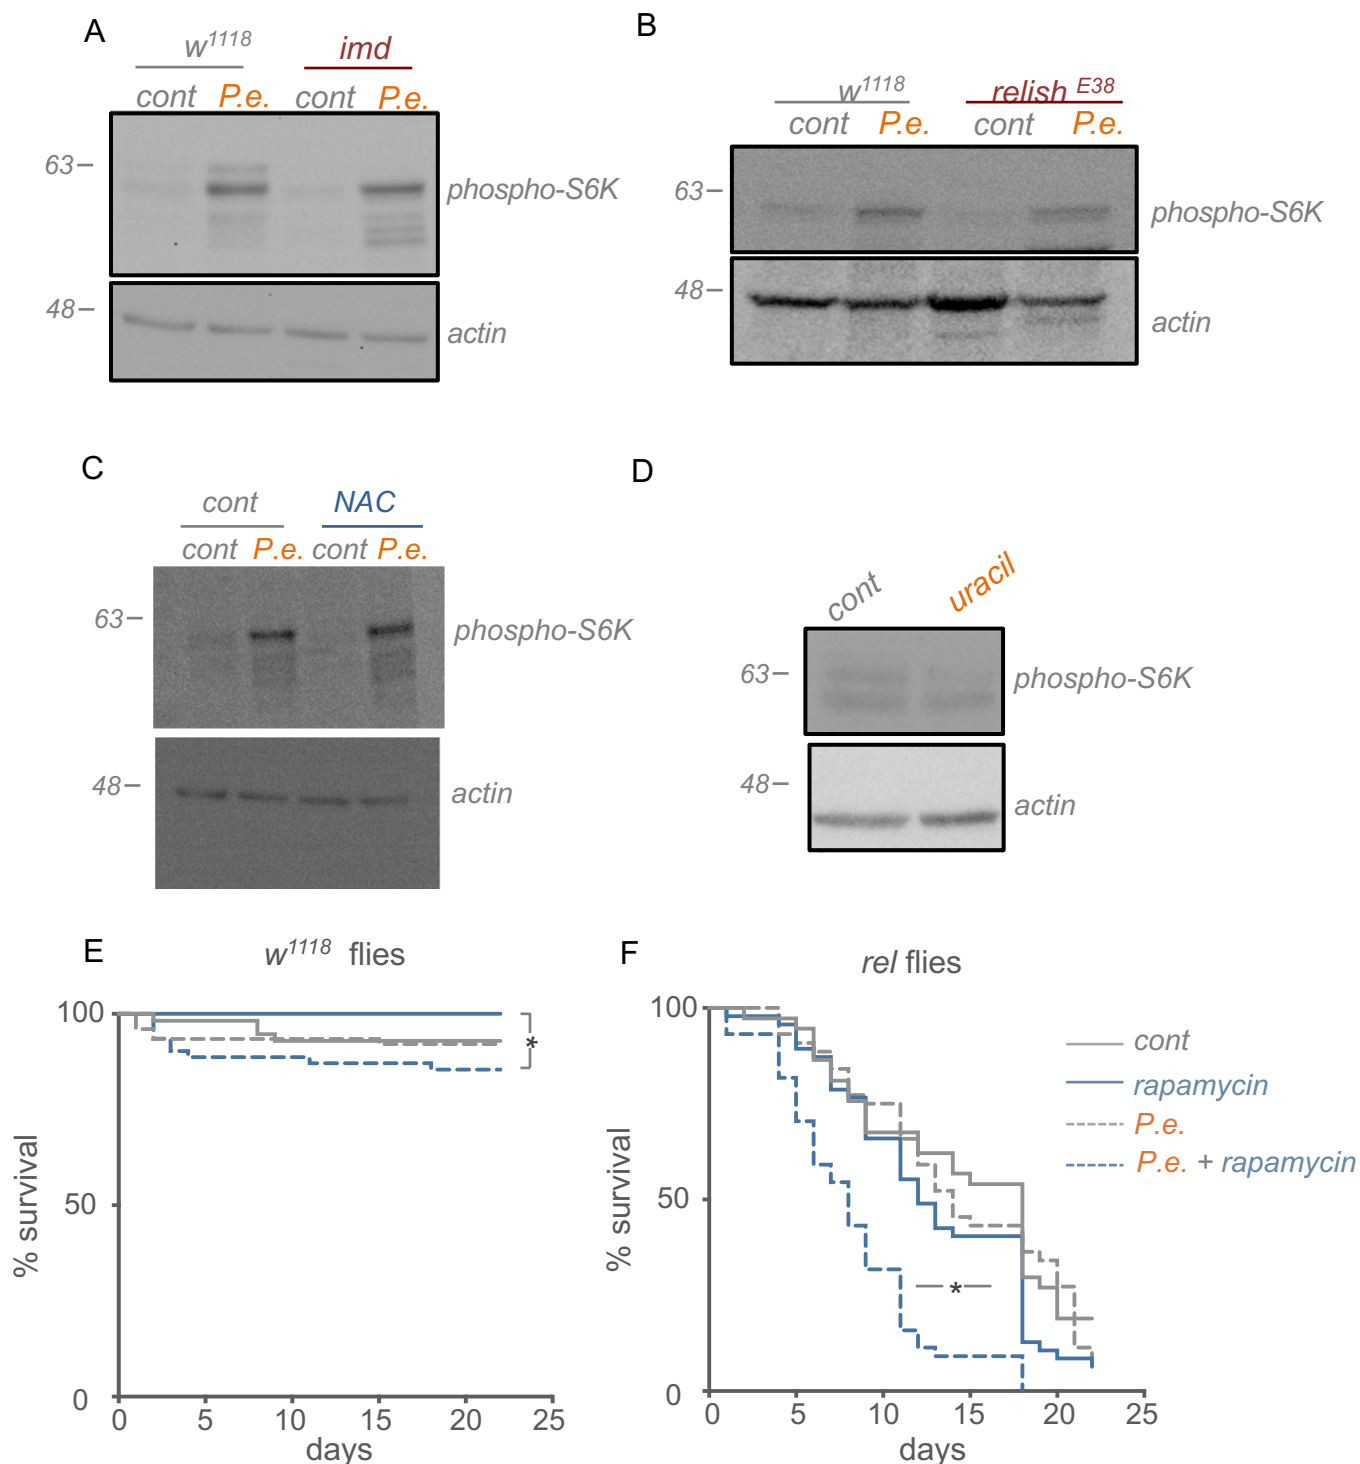 A
w1118
imd
cont P.e. cont P.e.
63
phospho-S6K
48
actin
B
w1118
relish E38
cont P.e. cont P.e.
63
phospho-S6K
48
actin
C
cont
NAC
cont P.e. cont P.e.
63
phospho-S6K
48
actin
D
cont
uracil
63
phospho-S6K
48
actin
E
w1118 flies
% survival
100
50
0
0 5 10 15 20 25
days
*
F
rel flies
% survival
100
50
0
0 5 10 15 20 25
days
*
cont
rapamycin
P.e.
P.e. + rapamycin